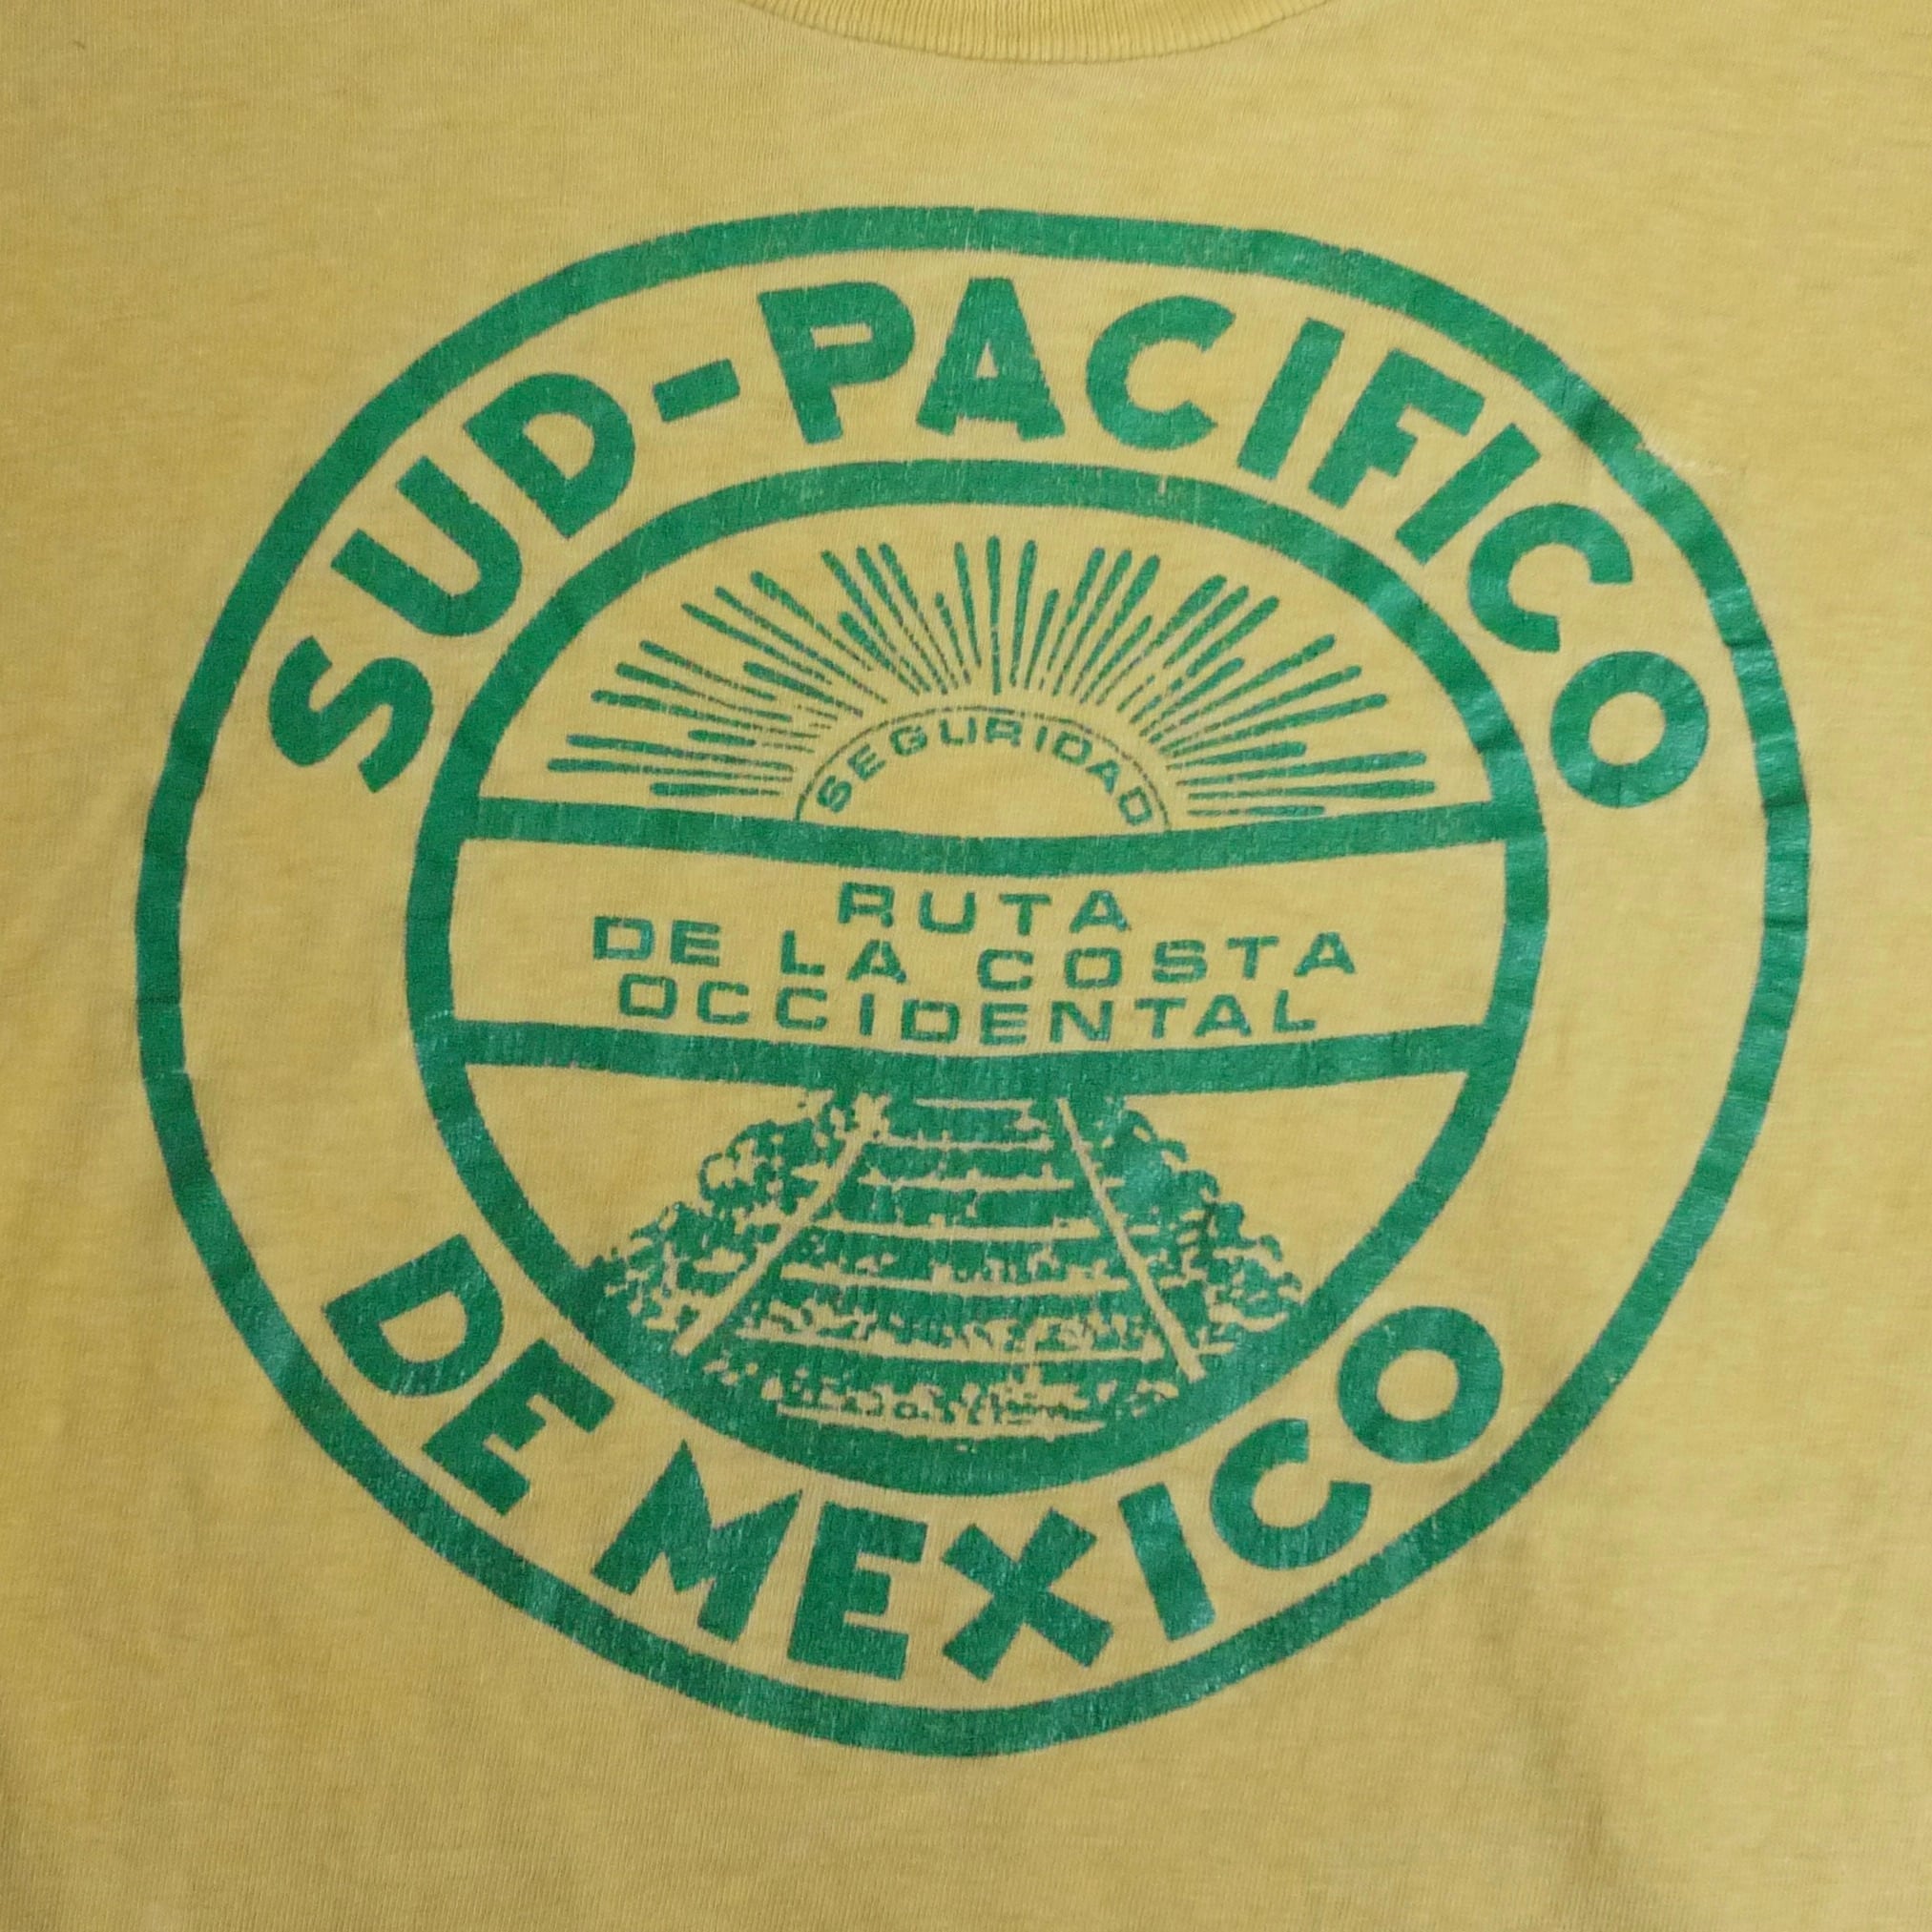 SUD-PACIFICO
SEGURIDAD
RUTA
DE LA COSTA
OCCIDENTAL
DE MEXICO